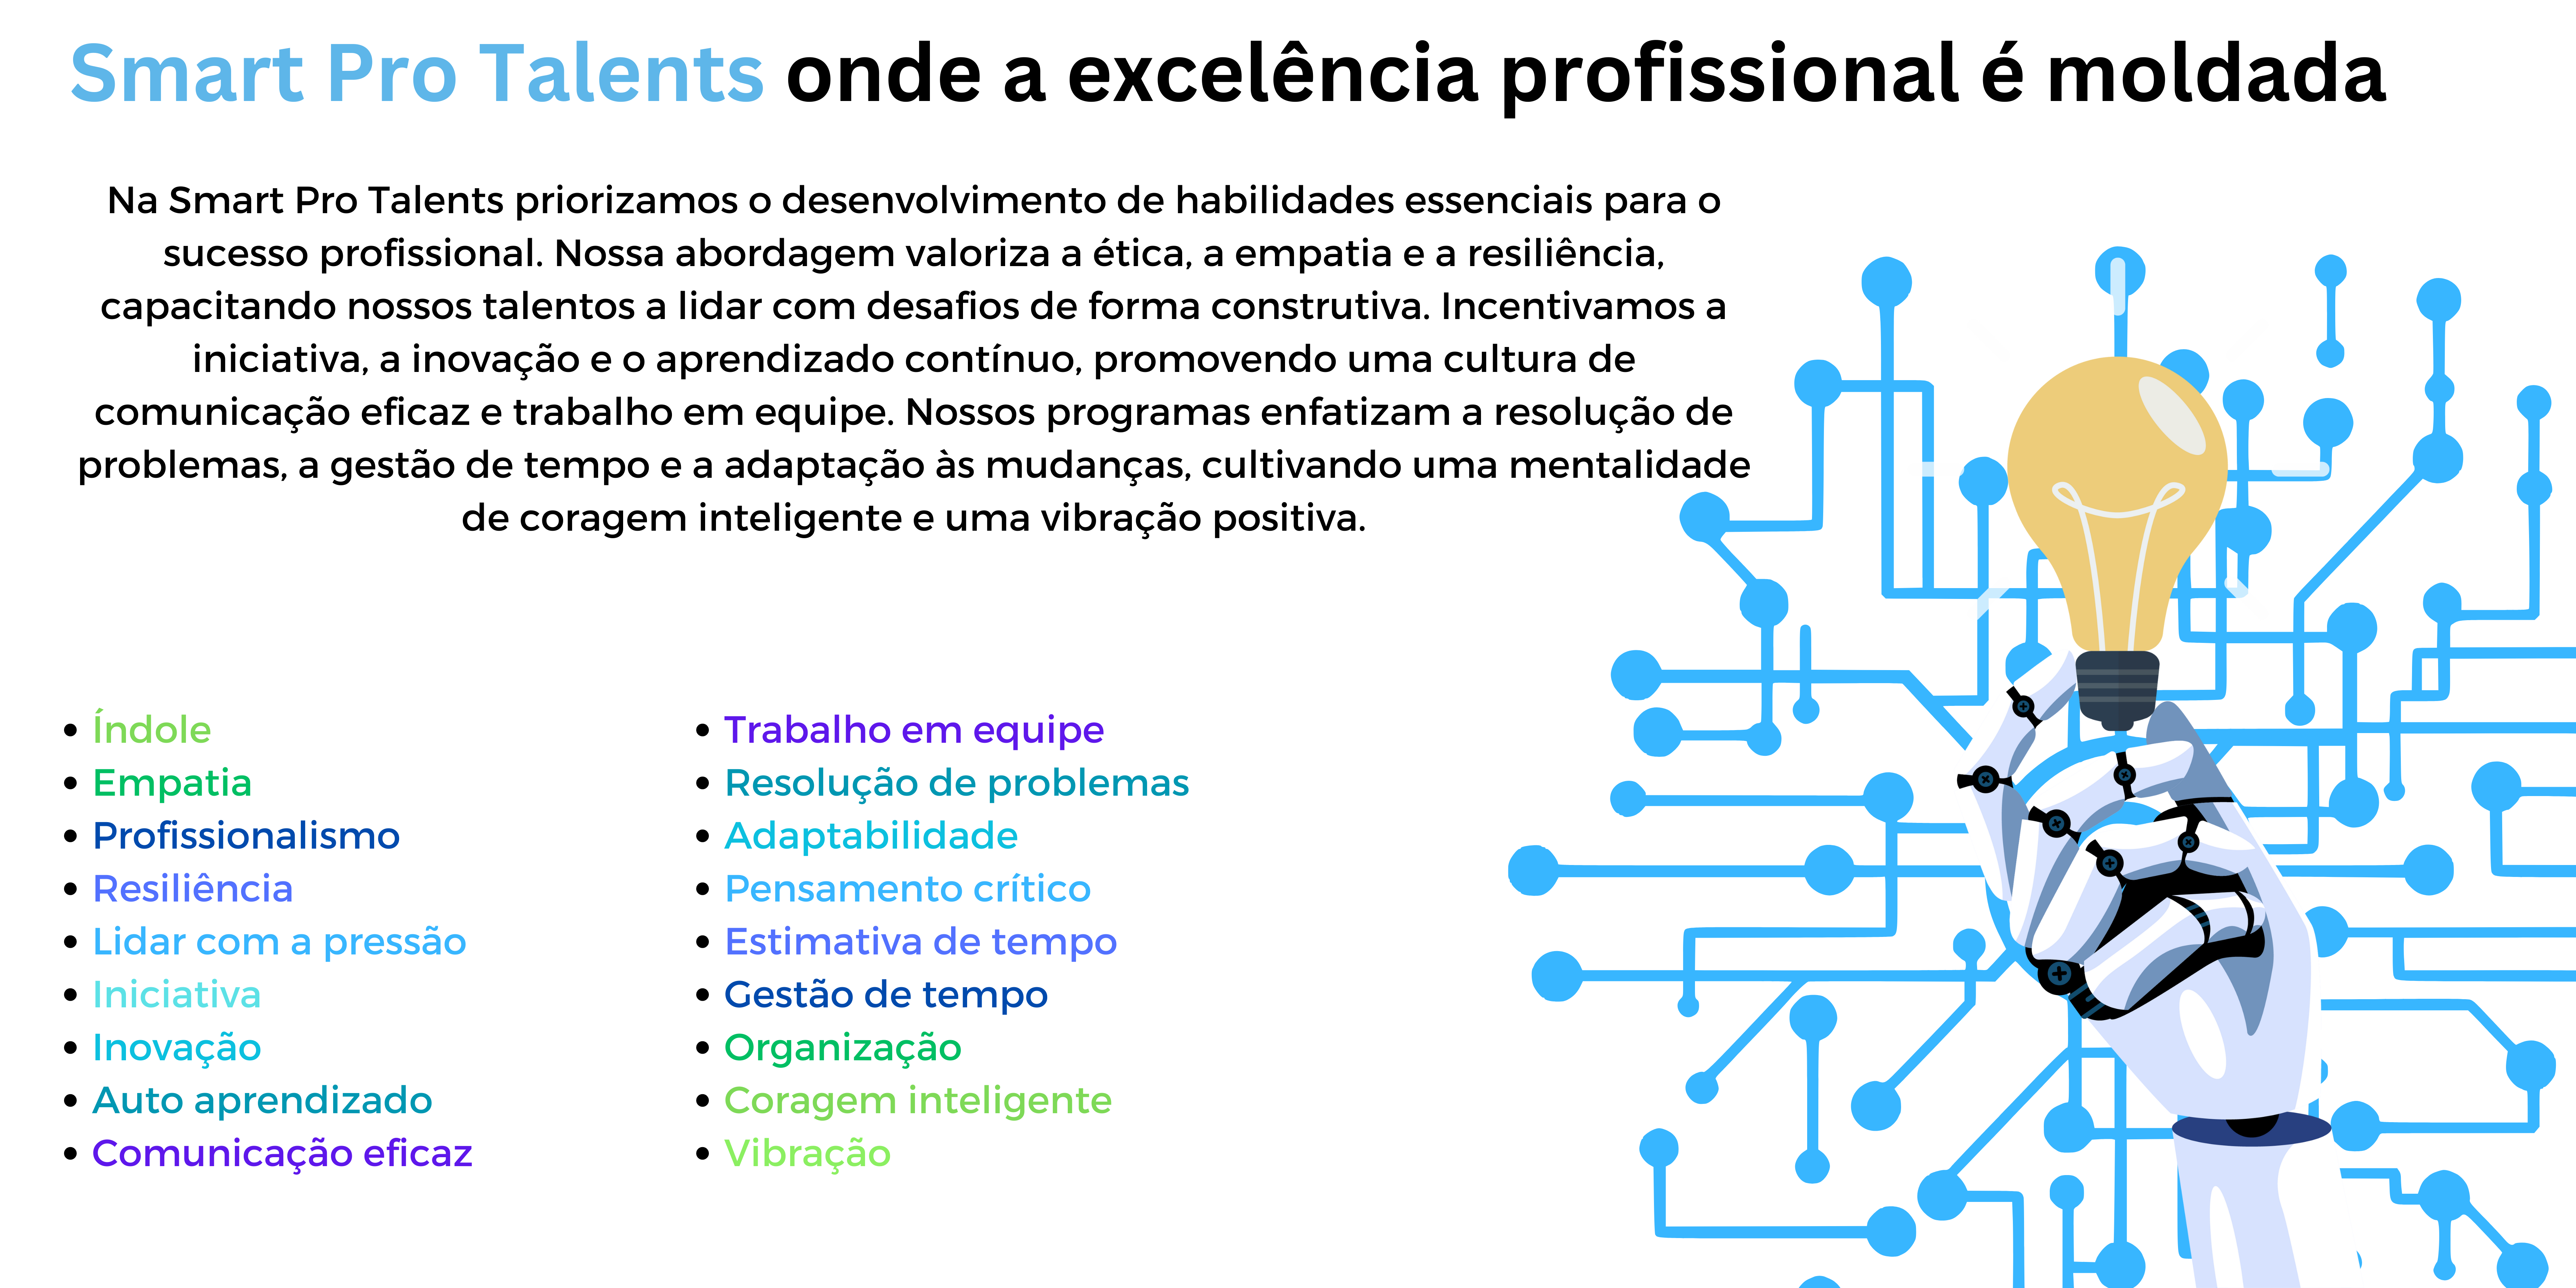 Smart Pro Talents onde a excelência profissional é moldada
Na Smart Pro Talents priorizamos o desenvolvimento de habilidades essenciais para o
sucesso profissional. Nossa abordagem valoriza a ética, a empatia e a resiliência,
capacitando nossos talentos a lidar com desafios de forma construtiva. Incentivamos a
iniciativa, a inovação e o aprendizado contínuo, promovendo uma cultura de
comunicação eficaz e trabalho em equipe. Nossos programas enfatizam a resolução de
problemas, a gestão de tempo e a adaptação às mudanças, cultivando uma mentalidade
de coragem inteligente e uma vibração positiva.
• Índole
• Empatia
• Profissionalismo
• Resiliência
• Lidar com a pressão
• Iniciativa
• Inovação
• Auto aprendizado
• Comunicação eficaz
• Trabalho em equipe
• Resolução de problemas
• Adaptabilidade
• Pensamento crítico
• Estimativa de tempo
• Gestão de tempo
• Organização
• Coragem inteligente
• Vibração